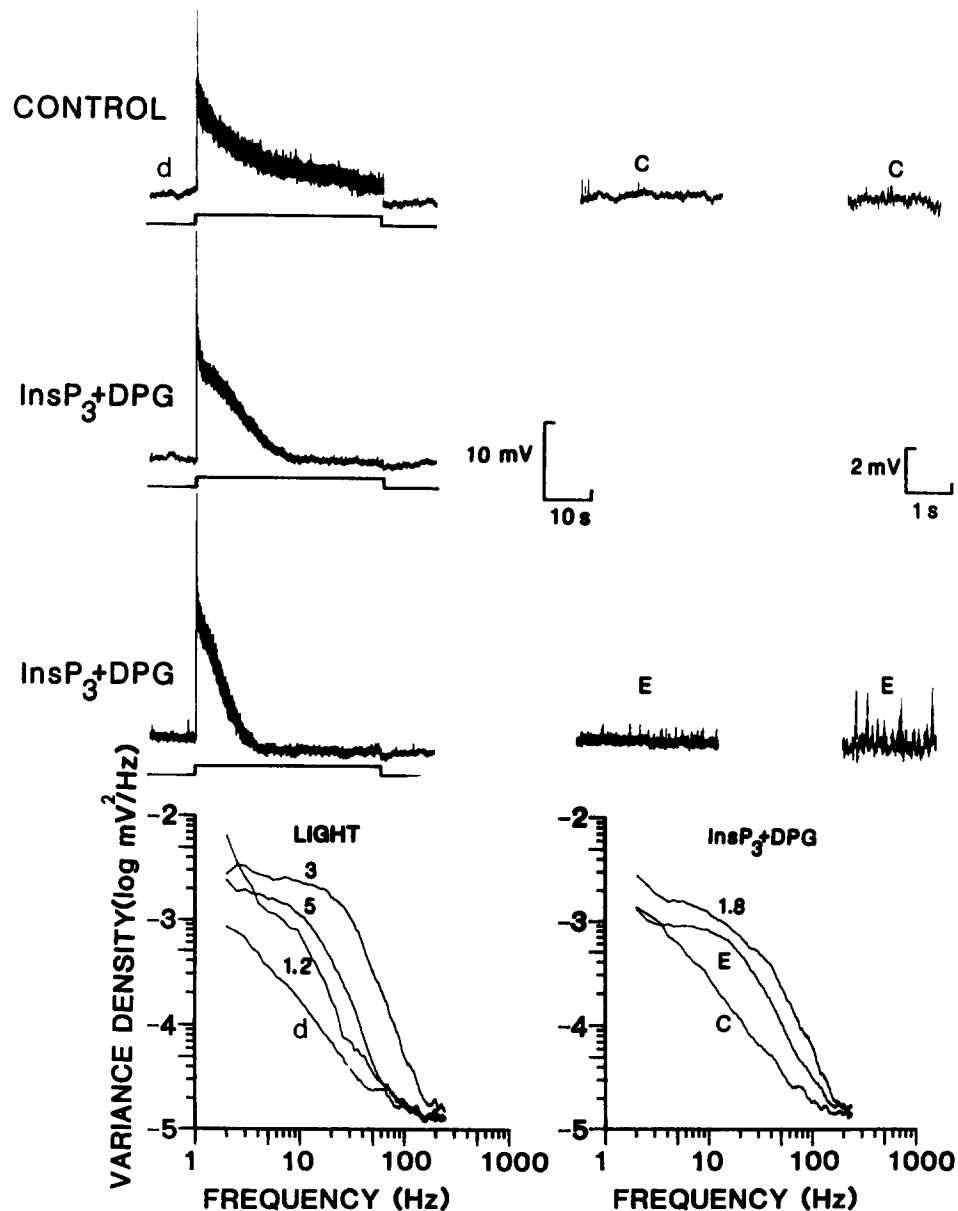 CONTROL
d
C
C
InsP3+DPG
10 mV
10 s
2 mV
1 s
InsP3+DPG
E
E
VARIANCE DENSITY(log mV2/Hz)
-2
-3
-4
-5
LIGHT
3
5
1.2
d
1
10
100
1000
FREQUENCY (Hz)
-2
-3
-4
-5
InsP3+DPG
1.8
E
C
1
10
100
1000
FREQUENCY (Hz)